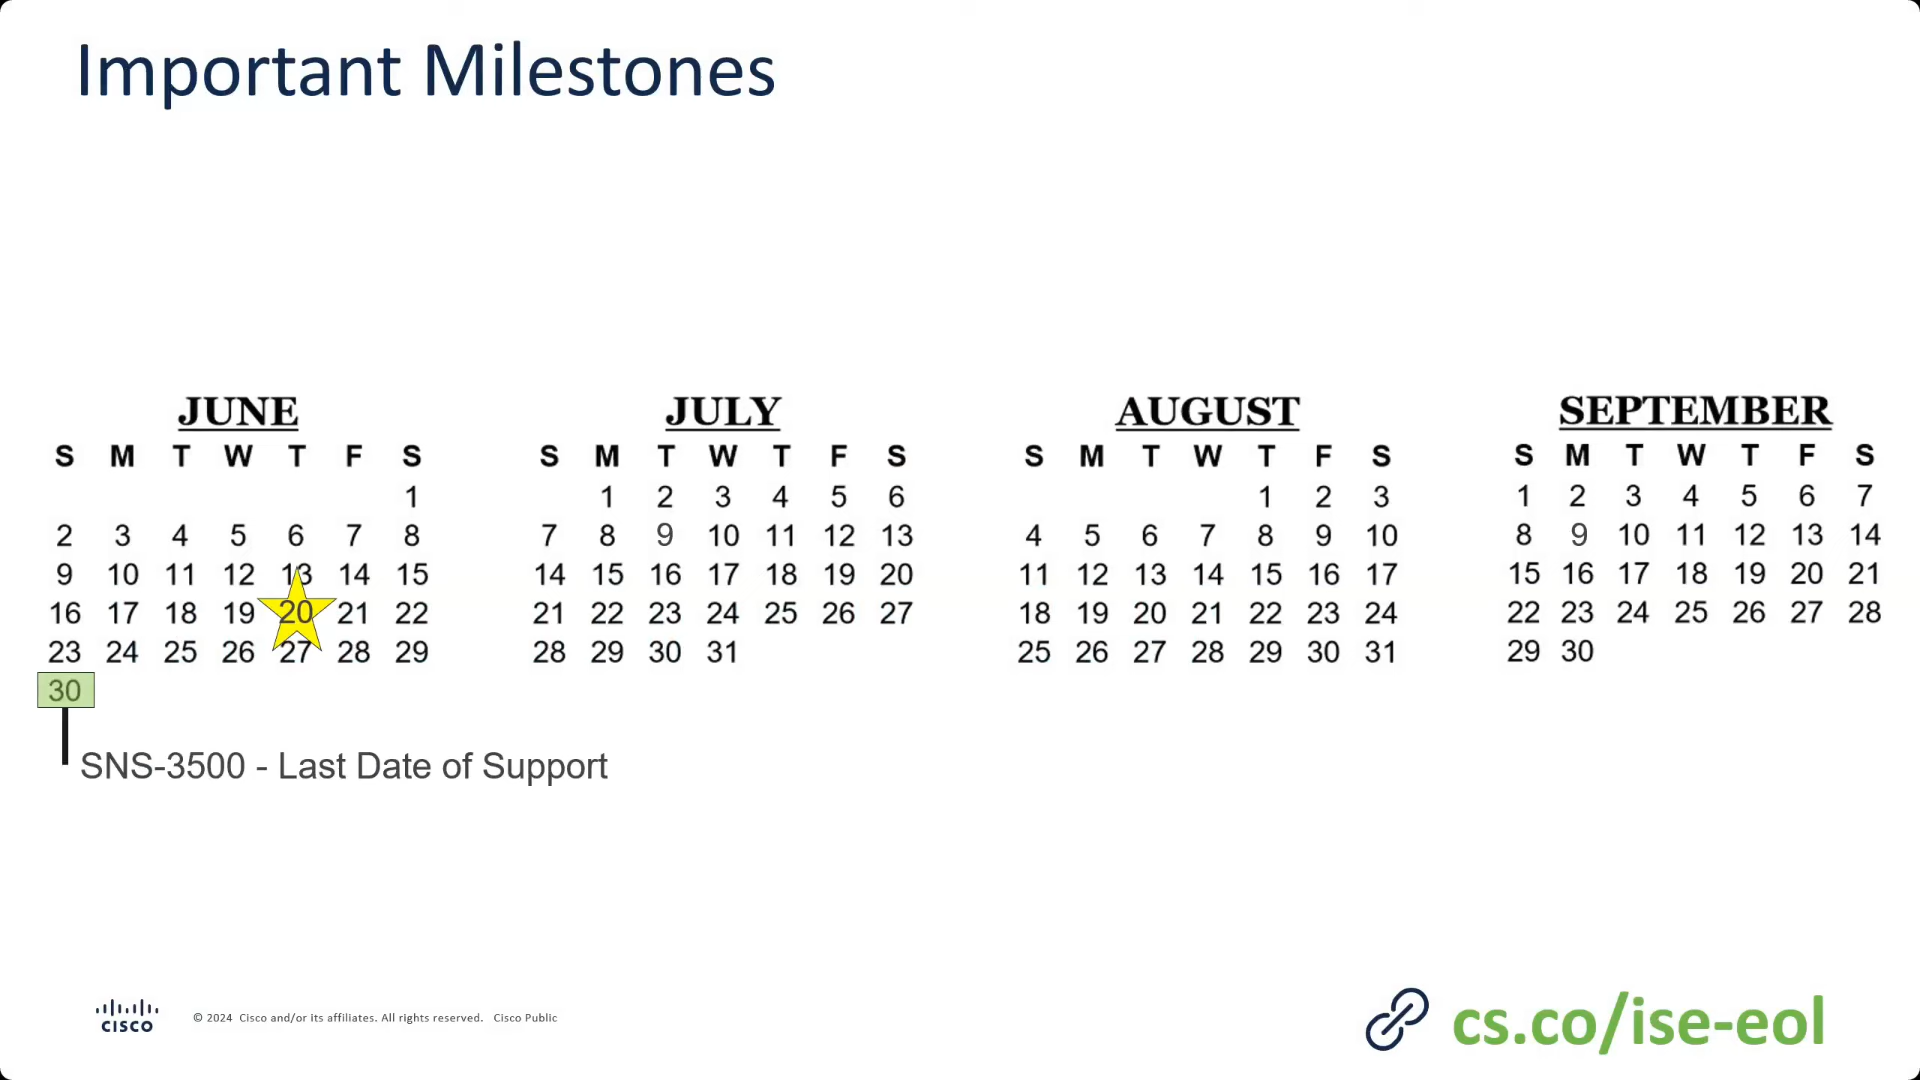 Important Milestones
JUNE
S M T W T F S
1
2 3 4 5 6 7 8
9 10 11 12 13 14 15
16 17 18 19 20 21 22
23 24 25 26 27 28 29
30
SNS-3500 - Last Date of Support
JULY
S M T W T F S
1 2 3 4 5 6
7 8 9 10 11 12 13
14 15 16 17 18 19 20
21 22 23 24 25 26 27
28 29 30 31
AUGUST
S M T W T F S
1 2 3
4 5 6 7 8 9 10
11 12 13 14 15 16 17
18 19 20 21 22 23 24
25 26 27 28 29 30 31
SEPTEMBER
S M T W T F S
1 2 3 4 5 6 7
8 9 10 11 12 13 14
15 16 17 18 19 20 21
22 23 24 25 26 27 28
29 30
CISCO
© 2024 Cisco and/or its affiliates. All rights reserved. Cisco Public
cs.co/ise-eol